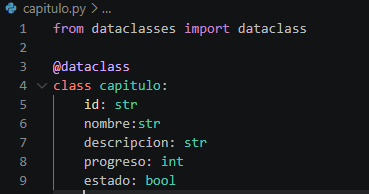 capitulo.py > ...
1 from dataclasses import dataclass
2
3 @dataclass
4 class capitulo:
5     id: str
6     nombre:str
7     descripcion: str
8     progreso: int
9     estado: bool